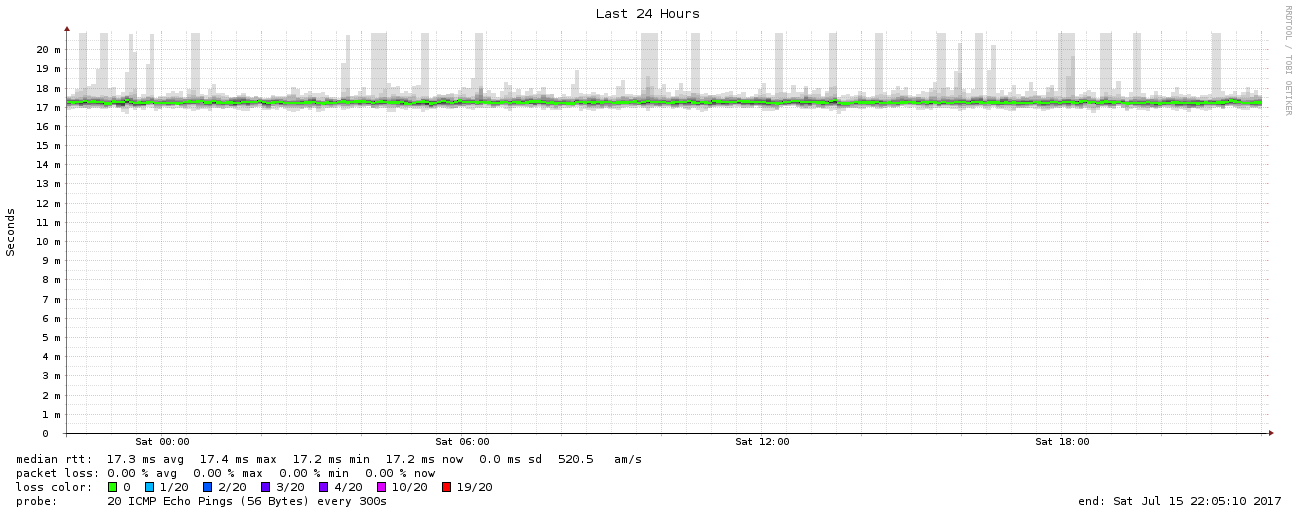 Last 24 Hours
RRDTOOL / TOBI OETIKER
Seconds
20 m
19 m
18 m
17 m
16 m
15 m
14 m
13 m
12 m
11 m
10 m
9 m
8 m
7 m
6 m
5 m
4 m
3 m
2 m
1 m
0
Sat 00:00 Sat 06:00 Sat 12:00 Sat 18:00
median rtt: 17.3 ms avg 17.4 ms max 17.2 ms min 17.2 ms now 0.0 ms sd 520.5 am/s
packet loss: 0.00 % avg 0.00 % max 0.00 % min 0.00 % now
loss color: 0 1/20 2/20 3/20 4/20 10/20 19/20
probe: 20 ICMP Echo Pings (56 Bytes) every 300s end: Sat Jul 15 22:05:10 2017